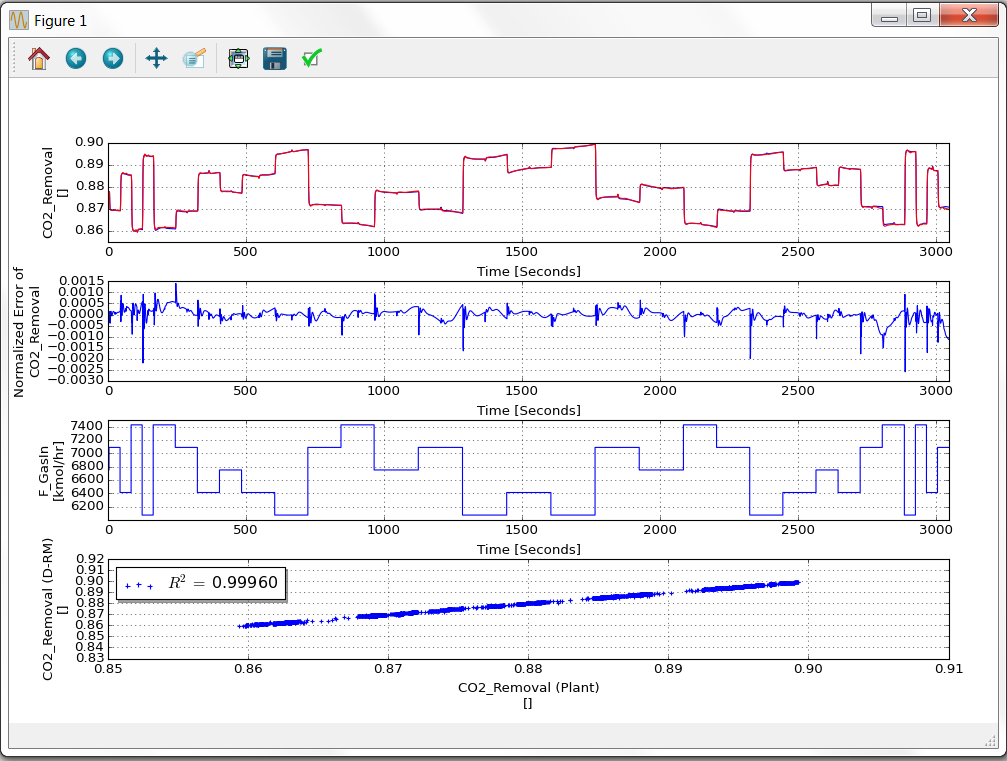 Figure 1
CO2_Removal
[]
0.90
0.89
0.88
0.87
0.86
0 500 1000 1500 2000 2500 3000
Time [Seconds]
Normalized Error of
CO2_Removal
0.0015
0.0005
−0.0005
−0.0010
−0.0015
−0.0020
−0.0025
−0.0030
0 500 1000 1500 2000 2500 3000
Time [Seconds]
F_GasIn
[kmol/hr]
7400
7200
7000
6800
6600
6400
6200
0 500 1000 1500 2000 2500 3000
Time [Seconds]
CO2_Removal (D-RM)
[]
0.92
0.91
0.90
0.89
0.88
0.87
0.86
0.85
0.84
0.83
R² = 0.99960
0.85 0.86 0.87 0.88 0.89 0.90 0.91
CO2_Removal (Plant)
[]